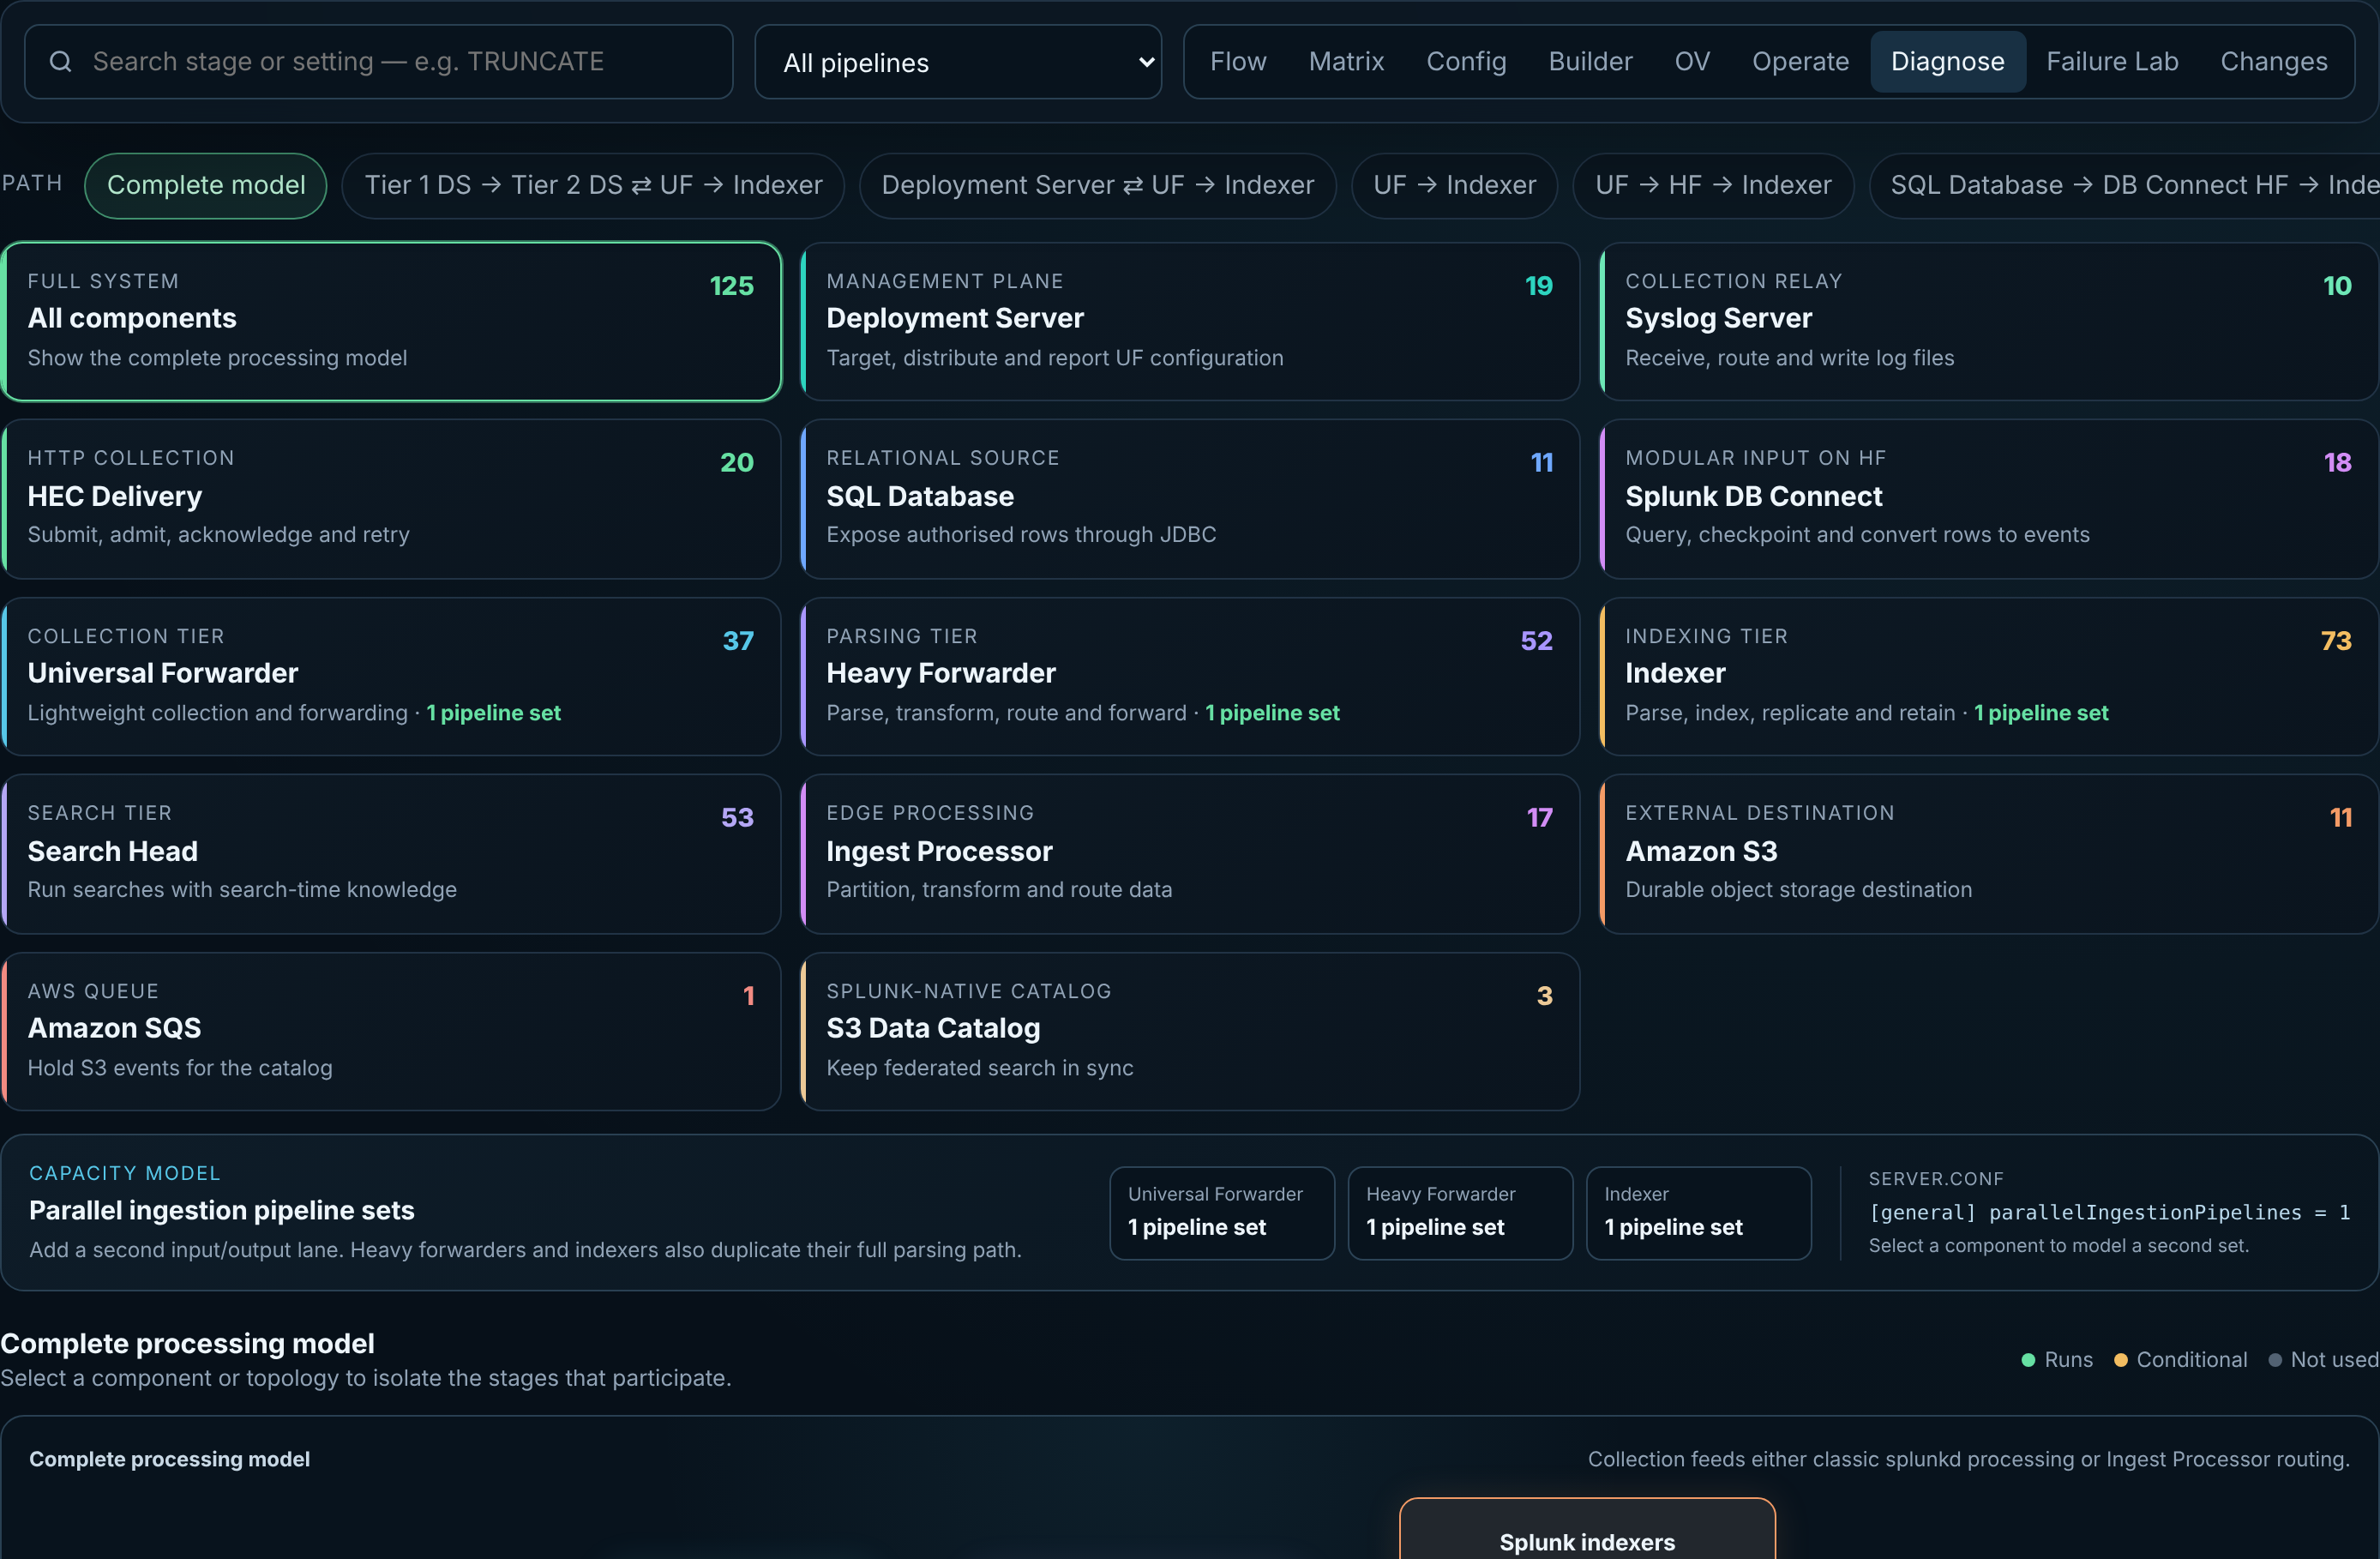 Search stage or setting — e.g. TRUNCATE
All pipelines
Flow Matrix Config Builder OV Operate Diagnose Failure Lab Changes
PATH
Complete model
Tier 1 DS → Tier 2 DS ⇄ UF → Indexer
Deployment Server ⇄ UF → Indexer
UF → Indexer
UF → HF → Indexer
SQL Database → DB Connect HF → Inde
FULL SYSTEM
125
All components
Show the complete processing model
MANAGEMENT PLANE
19
Deployment Server
Target, distribute and report UF configuration
COLLECTION RELAY
10
Syslog Server
Receive, route and write log files
HTTP COLLECTION
20
HEC Delivery
Submit, admit, acknowledge and retry
RELATIONAL SOURCE
11
SQL Database
Expose authorised rows through JDBC
MODULAR INPUT ON HF
18
Splunk DB Connect
Query, checkpoint and convert rows to events
COLLECTION TIER
37
Universal Forwarder
Lightweight collection and forwarding · 1 pipeline set
PARSING TIER
52
Heavy Forwarder
Parse, transform, route and forward · 1 pipeline set
INDEXING TIER
73
Indexer
Parse, index, replicate and retain · 1 pipeline set
SEARCH TIER
53
Search Head
Run searches with search-time knowledge
EDGE PROCESSING
17
Ingest Processor
Partition, transform and route data
EXTERNAL DESTINATION
11
Amazon S3
Durable object storage destination
AWS QUEUE
1
Amazon SQS
Hold S3 events for the catalog
SPLUNK-NATIVE CATALOG
3
S3 Data Catalog
Keep federated search in sync
CAPACITY MODEL
Parallel ingestion pipeline sets
Add a second input/output lane. Heavy forwarders and indexers also duplicate their full parsing path.
Universal Forwarder
1 pipeline set
Heavy Forwarder
1 pipeline set
Indexer
1 pipeline set
SERVER.CONF
[general] parallelIngestionPipelines = 1
Select a component to model a second set.
Complete processing model
Select a component or topology to isolate the stages that participate.
Runs
Conditional
Not used
Complete processing model
Collection feeds either classic splunkd processing or Ingest Processor routing.
Splunk indexers